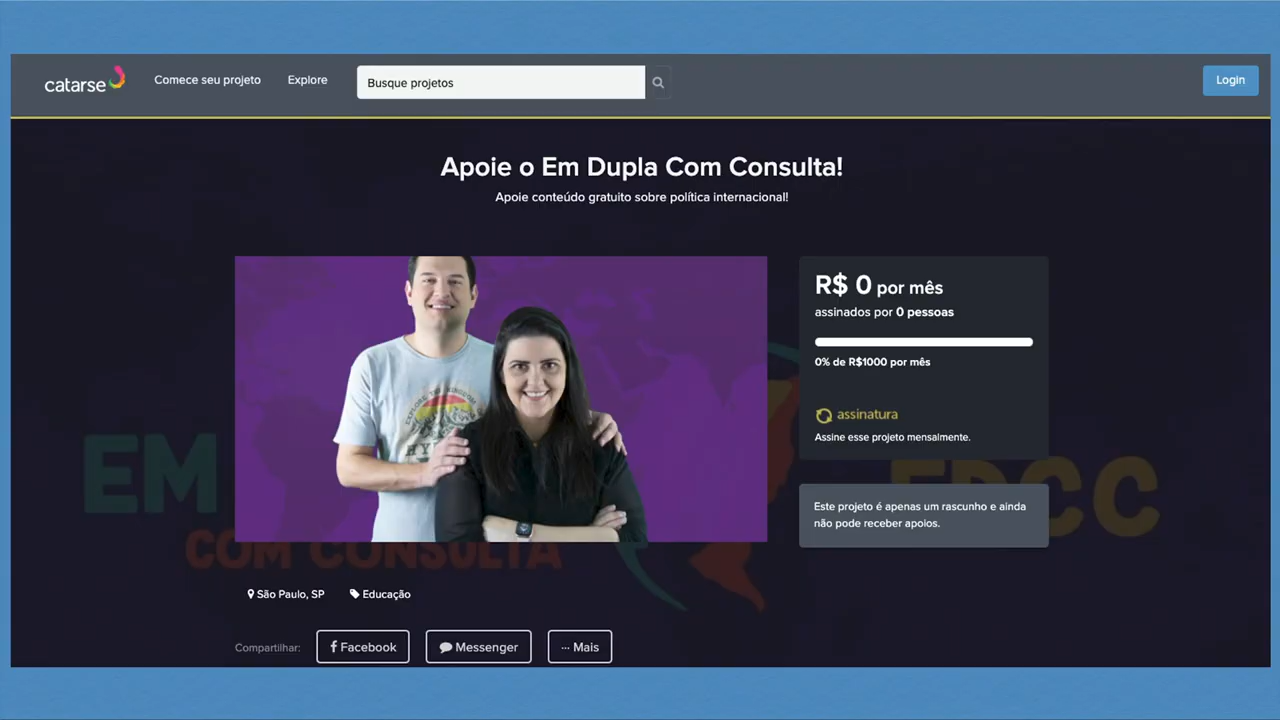 catarse
Comece seu projeto
Explore
Busque projetos
Login
Apoie o Em Dupla Com Consulta!
Apoie conteúdo gratuito sobre política internacional!
R$ 0 por mês
assinados por 0 pessoas
0% de R$1000 por mês
assinatura
Assine esse projeto mensalmente.
Este projeto é apenas um rascunho e ainda
não pode receber apoios.
EM
EDCC
COM CONSULTA
São Paulo, SP
Educação
Compartilhar:
Facebook
Messenger
··· Mais